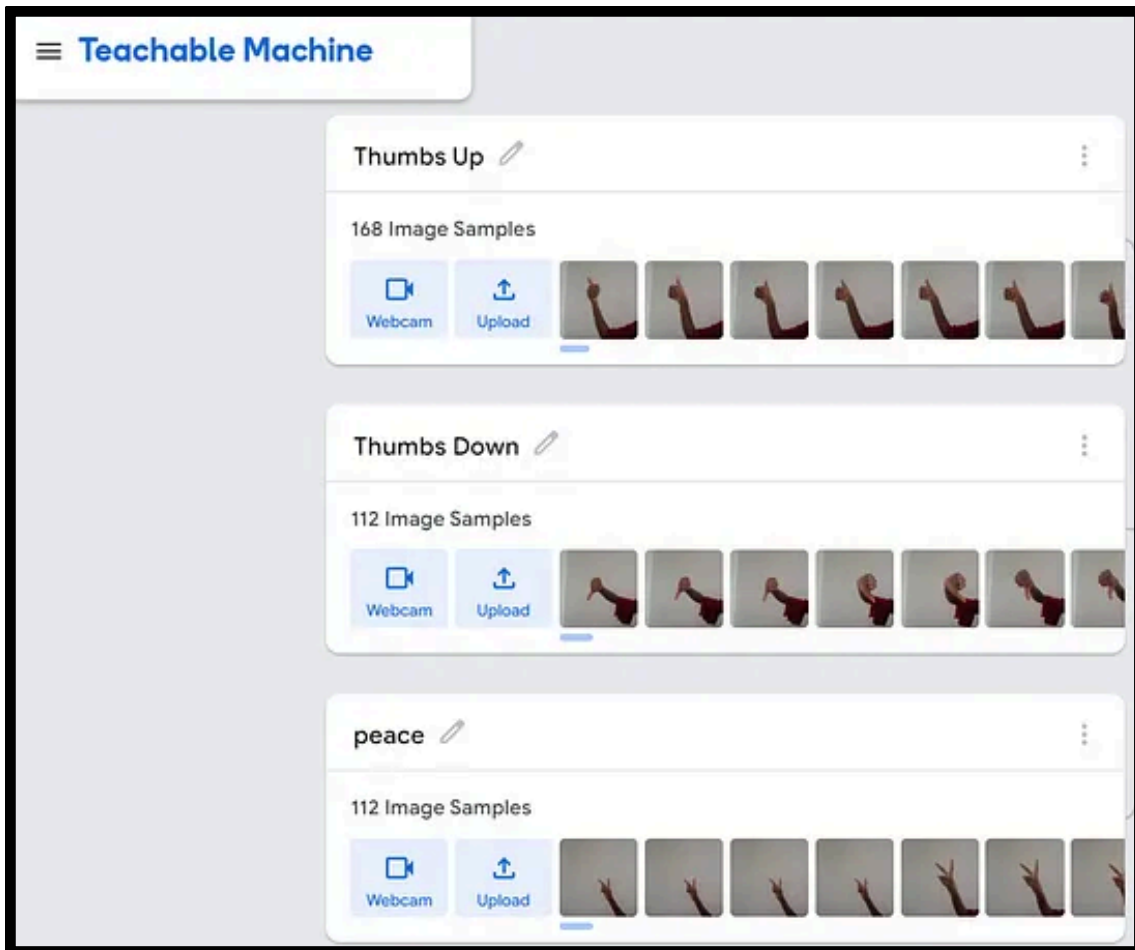 Teachable Machine
Thumbs Up
168 Image Samples
Webcam
Upload
Thumbs Down
112 Image Samples
Webcam
Upload
peace
112 Image Samples
Webcam
Upload